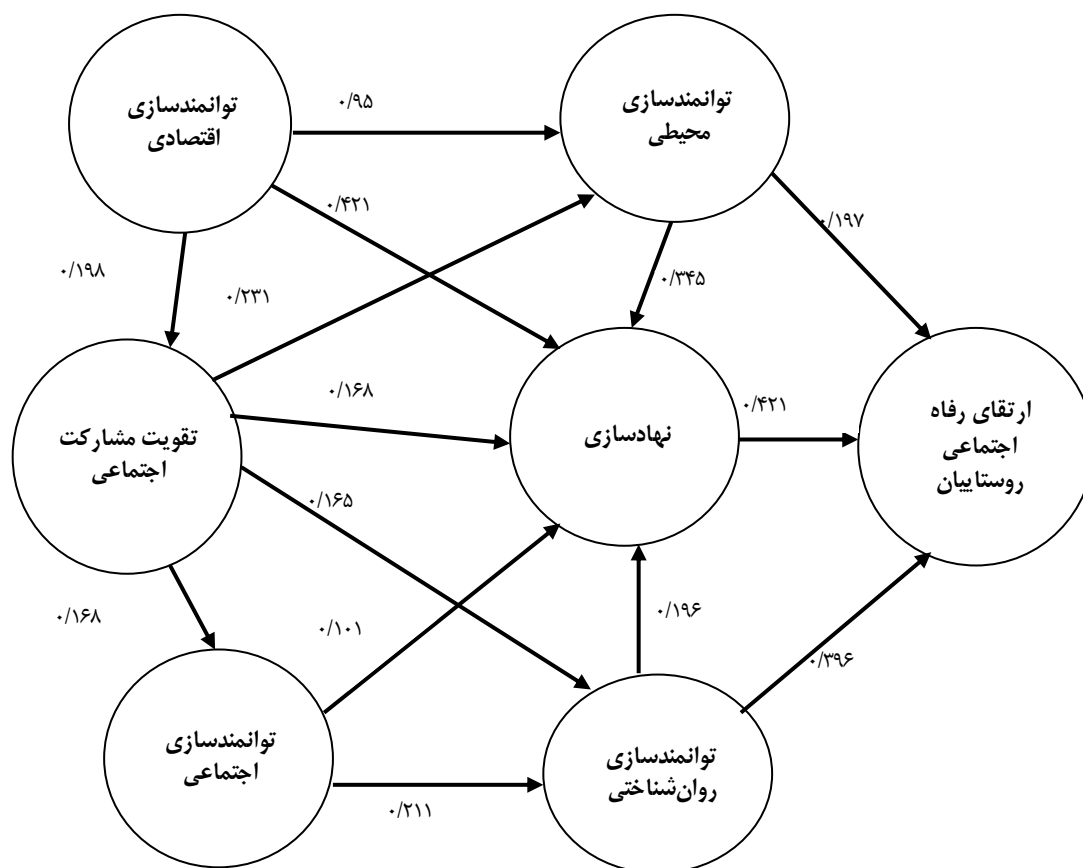 توانمندسازی
اقتصادی
۰/۹۵
توانمندسازی
محیطی
۰/۴۲۱
۰/۱۹۷
۰/۱۹۸
۰/۲۳۱
۰/۳۴۵
تقویت مشارکت
اجتماعی
۰/۱۶۸
نهادسازی
۰/۴۲۱
ارتقای رفاه
اجتماعی
روستاییان
۰/۱۶۵
۰/۱۶۸
۰/۱۰۱
۰/۱۹۶
۰/۳۹۶
توانمندسازی
اجتماعی
۰/۲۱۱
توانمندسازی
روان‌شناختی